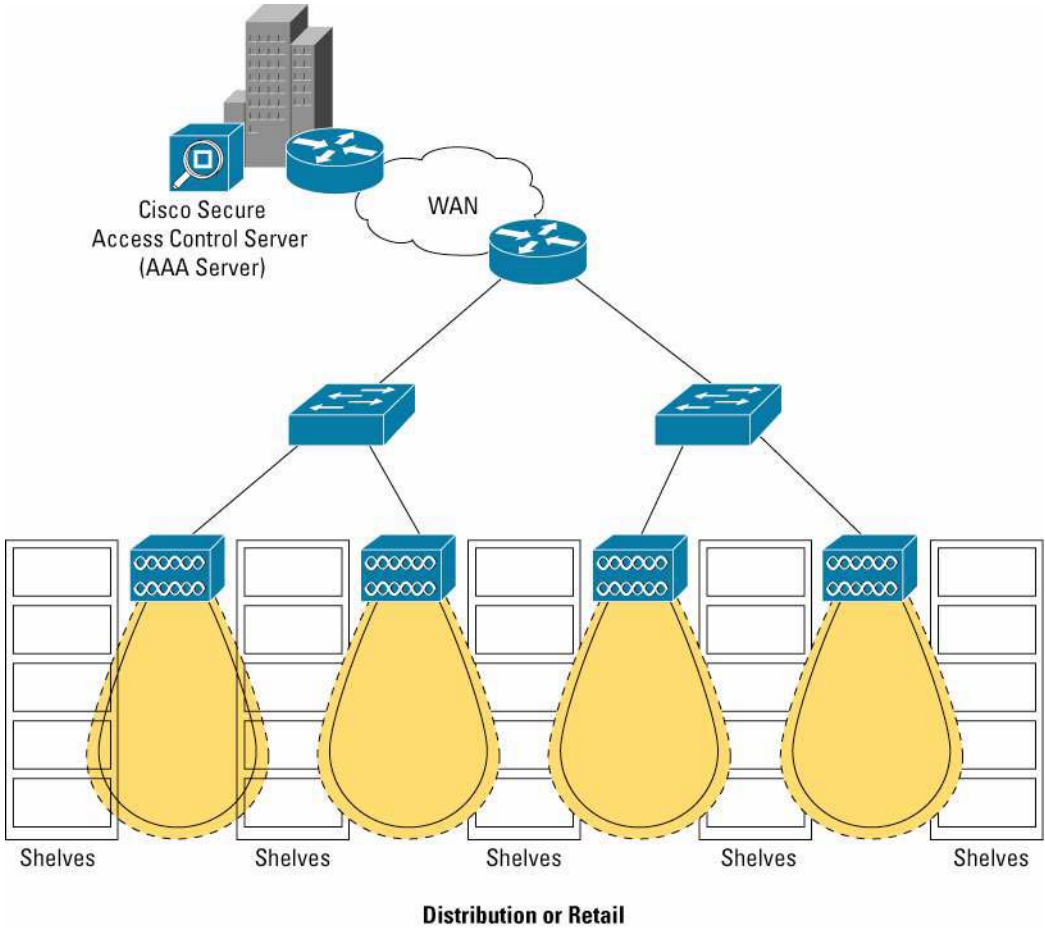 Cisco Secure
Access Control Server
(AAA Server)
WAN
Shelves
Shelves
Shelves
Shelves
Shelves
Distribution or Retail